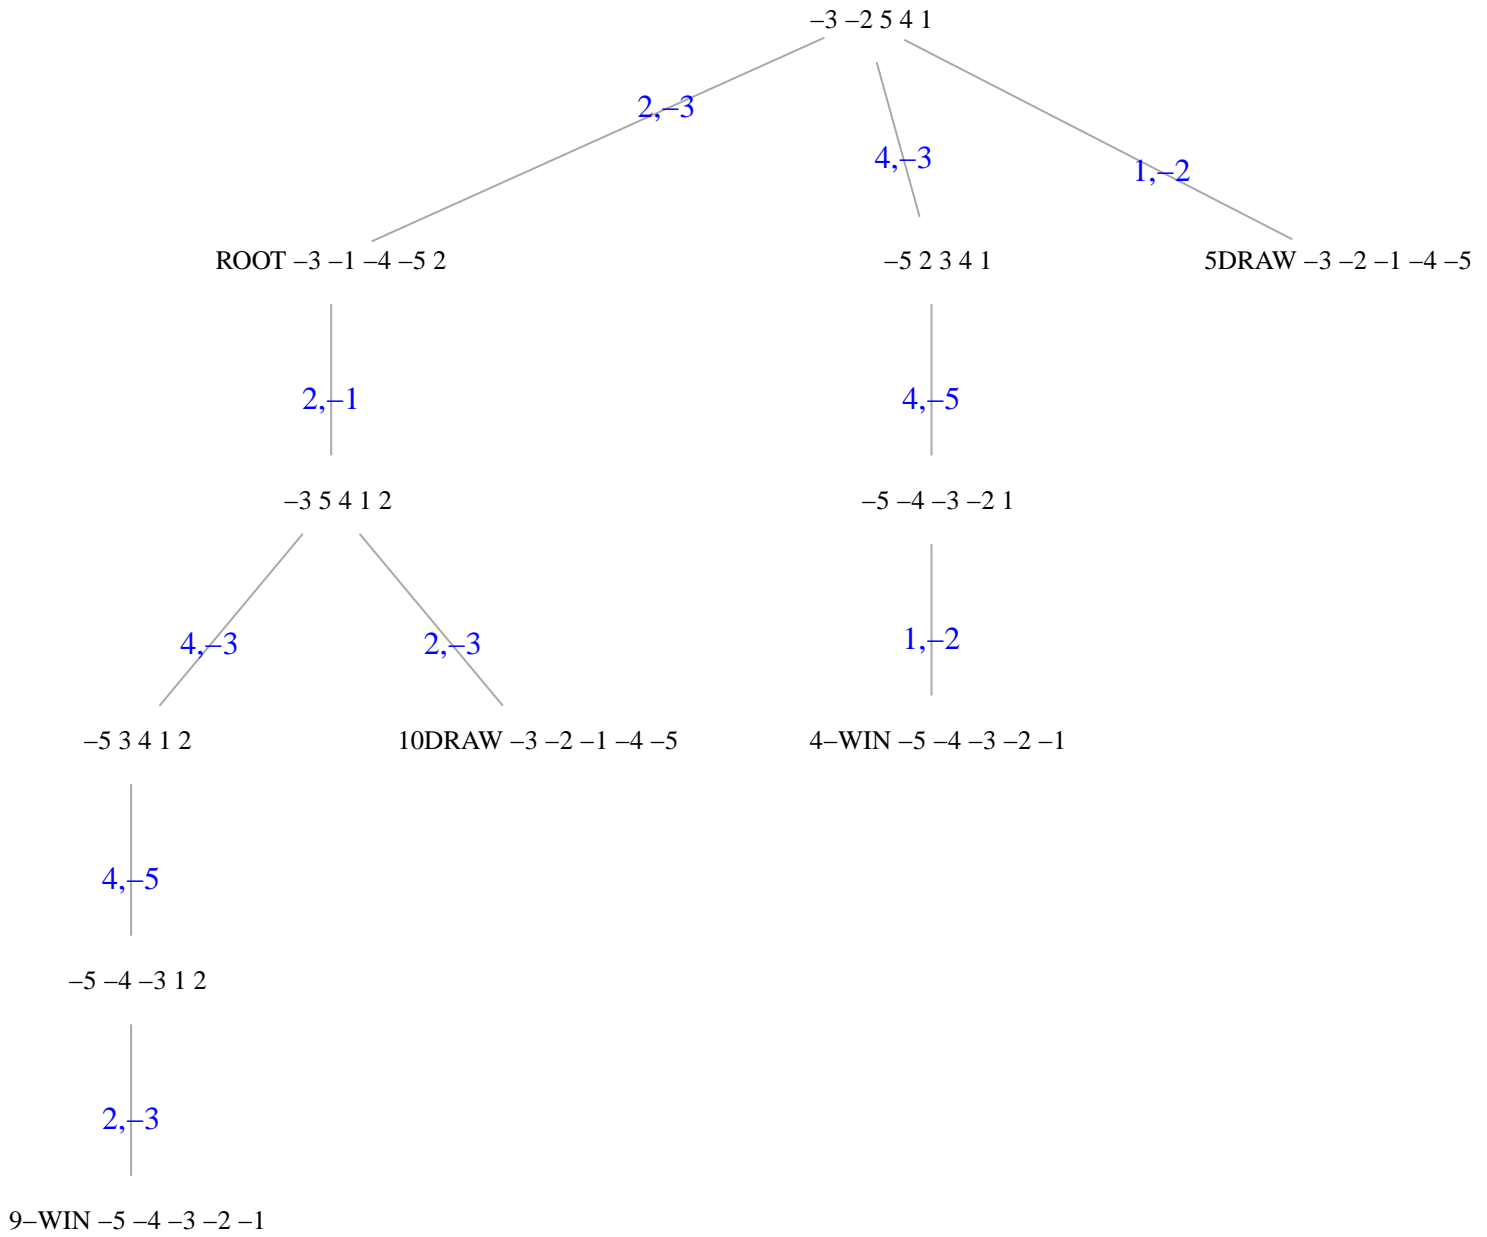 –3 –2 5 4 1
2,–3
4,–3
1,–2
ROOT –3 –1 –4 –5 2
–5 2 3 4 1
5DRAW –3 –2 –1 –4 –5
2,–1
4,–5
–3 5 4 1 2
–5 –4 –3 –2 1
4,–3
2,–3
1,–2
–5 3 4 1 2
10DRAW –3 –2 –1 –4 –5
4–WIN –5 –4 –3 –2 –1
4,–5
–5 –4 –3 1 2
2,–3
9–WIN –5 –4 –3 –2 –1